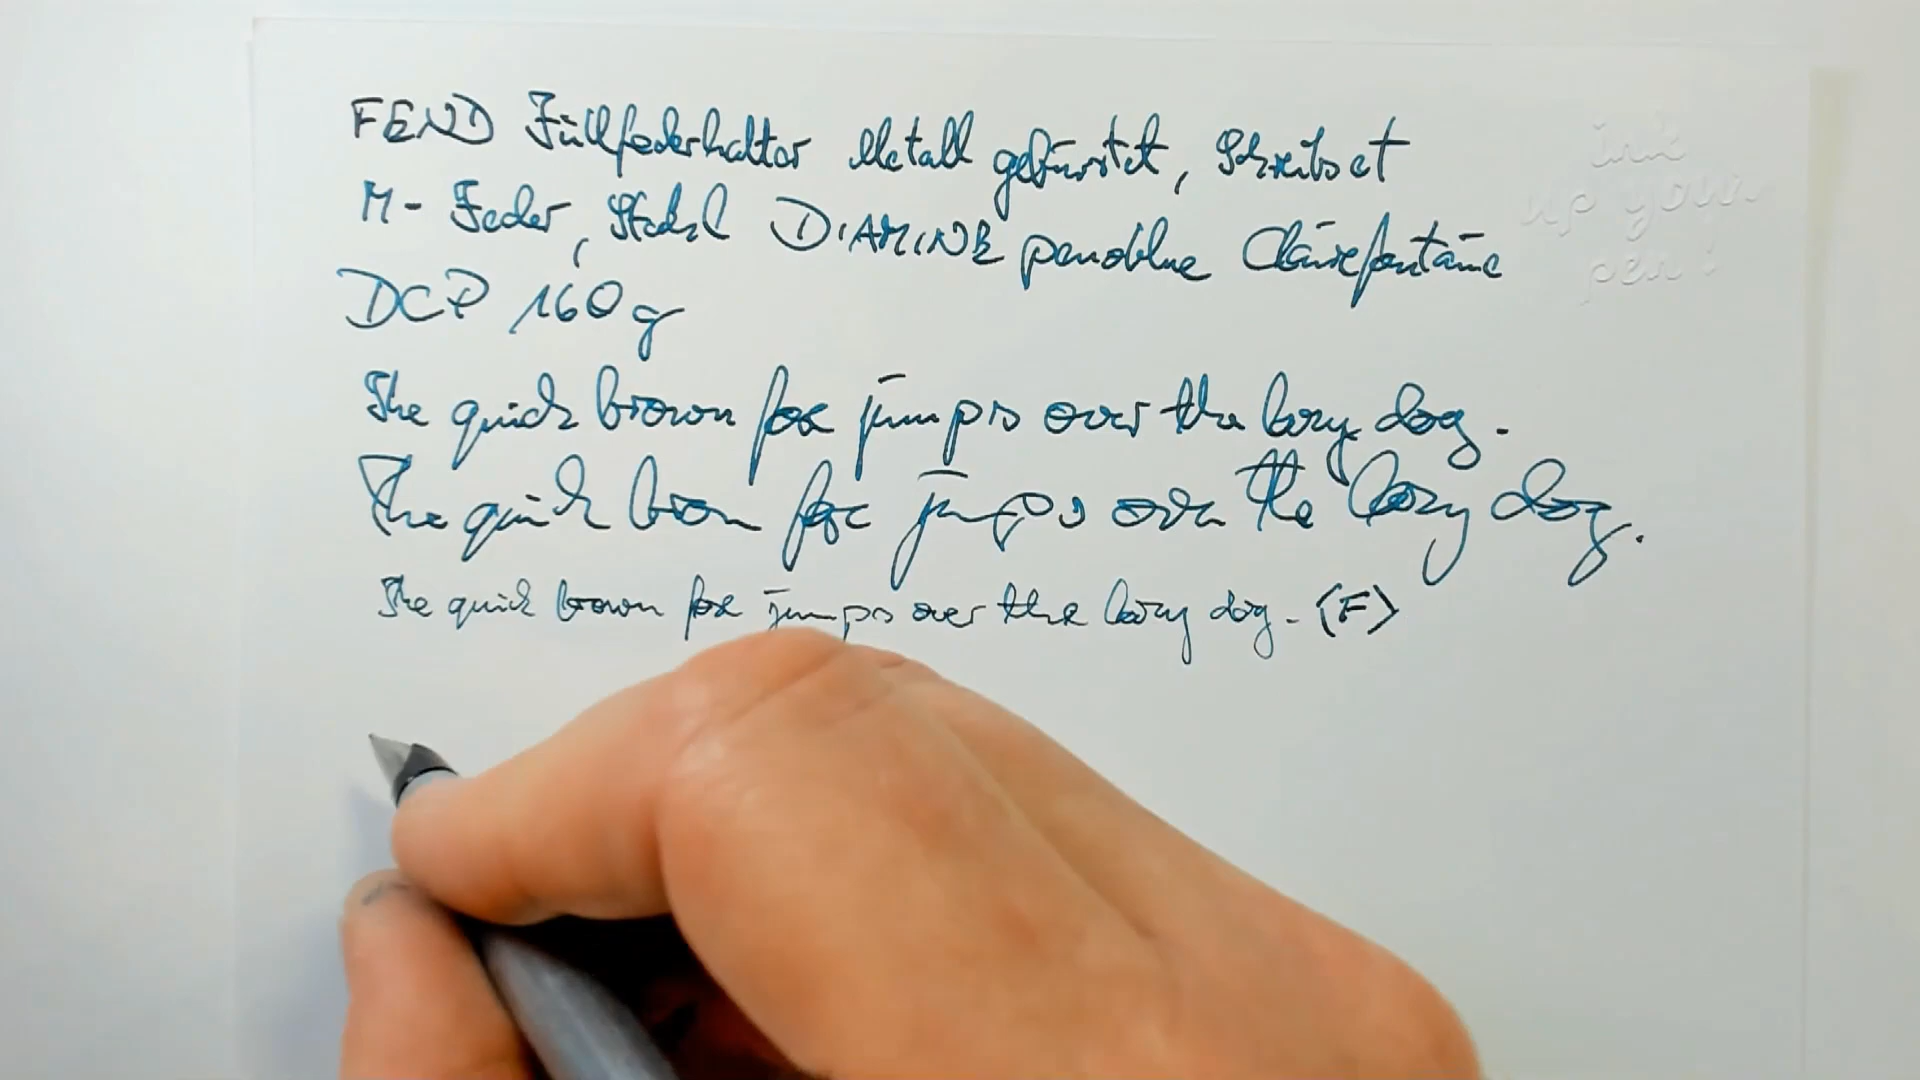 FEND Füllfederhalter Metall gebürstet, Schreibset
M-Feder, Stahl DIAMINE penoblue Clairefontaine
DCP 160g
The quick brown fox jumps over the lazy dog.
The quick brown fox jumps over the lazy dog.
The quick brown fox jumps over the lazy dog. (F)
ink
up your
pen!